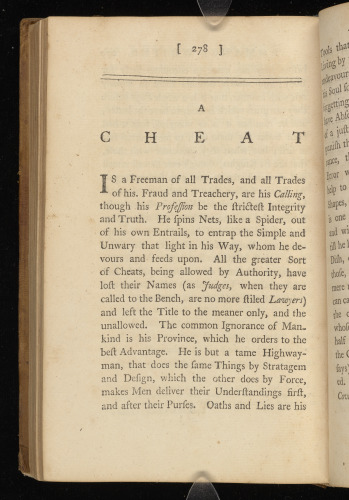 [ 278 ]
A
CHEAT
IS a Freeman of all Trades, and all Trades
of his. Fraud and Treachery, are his Calling,
though his Profeſſion be the ſtricteſt Integrity
and Truth. He ſpins Nets, like a Spider, out
of his own Entrails, to entrap the Simple and
Unwary that light in his Way, whom he de-
vours and feeds upon. All the greater Sort
of Cheats, being allowed by Authority, have
loſt their Names (as Judges, when they are
called to the Bench, are no more ſtiled Lawyers)
and left the Title to the meaner only, and the
unallowed. The common Ignorance of Man-
kind is his Province, which he orders to the
beſt Advantage. He is but a tame Highway-
man, that does the ſame Things by Stratagem
and Deſign, which the other does by Force,
makes Men deliver their Underſtandings firſt,
and after their Purſes. Oaths and Lies are his